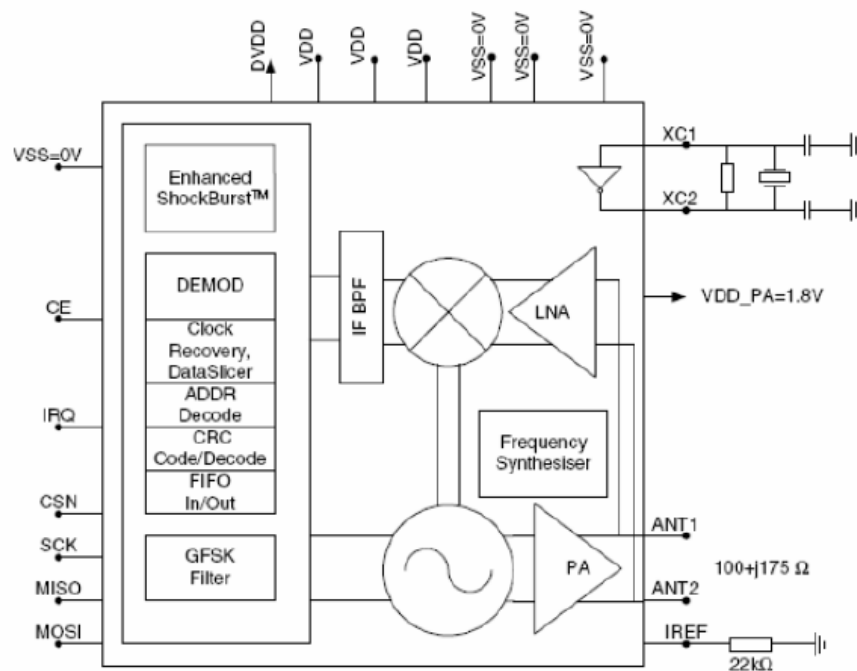 DVDD
VDD
VDD
VDD
VSS=0V
VSS=0V
VSS=0V
VSS=0V
XC1
XC2
Enhanced
ShockBurst™
DEMOD
Clock
Recovery,
DataSlicer
ADDR
Decode
CRC
Code/Decode
FIFO
In/Out
GFSK
Filter
IF BPF
LNA
VDD_PA=1.8V
CE
IRQ
Frequency
Synthesiser
CSN
SCK
MISO
MOSI
PA
ANT1
100+j175 Ω
ANT2
IREF
22kΩ